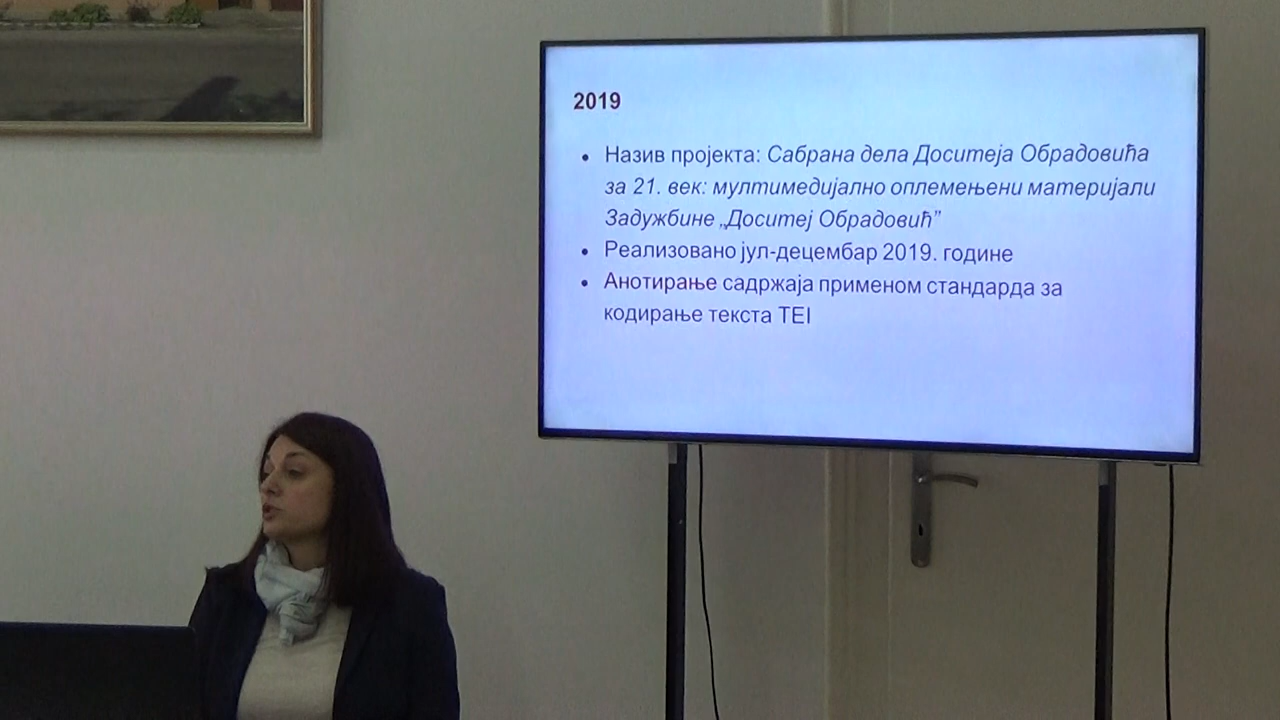 2019
• Назив пројекта: Сабрана дела Доситеја Обрадовића
за 21. век: мултимедијално оплемењени материјали
Задужбине „Доситеј Обрадовић”
• Реализовано јул-децембар 2019. године
• Анотирање садржаја применом стандарда за
кодирање текста TEI